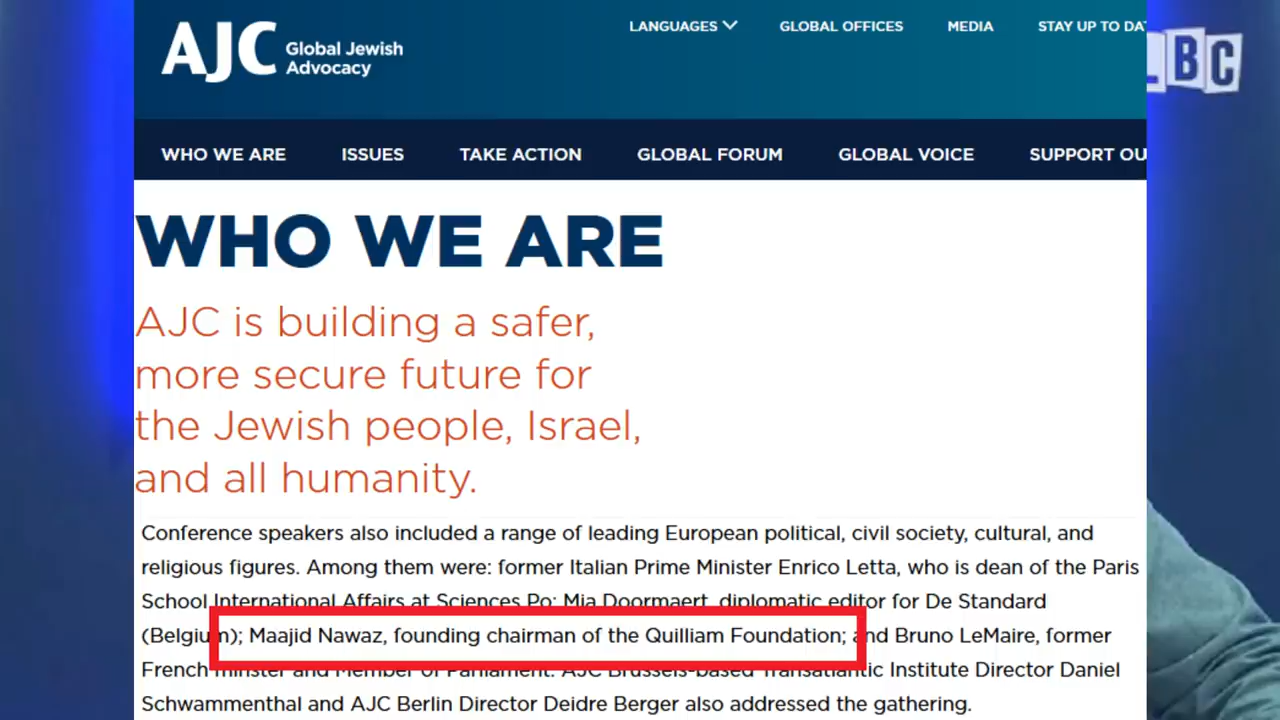 AJC Global Jewish
Advocacy
LANGUAGES GLOBAL OFFICES MEDIA STAY UP TO
LBC
WHO WE ARE ISSUES TAKE ACTION GLOBAL FORUM GLOBAL VOICE SUPPORT
WHO WE ARE
AJC is building a safer,
more secure future for
the Jewish people, Israel,
and all humanity.
Conference speakers also included a range of leading European political, civil society, cultural, and
religious figures. Among them were: former Italian Prime Minister Enrico Letta, who is dean of the Paris
School International Affairs at Sciences Po; Mia Doormaert, diplomatic editor for De Standard
(Belgium); Maajid Nawaz, founding chairman of the Quilliam Foundation; and Bruno LeMaire, former
French minster and Member of Parliament. AJC Brussels-based Transatlantic Institute Director Daniel
Schwammenthal and AJC Berlin Director Deidre Berger also addressed the gathering.